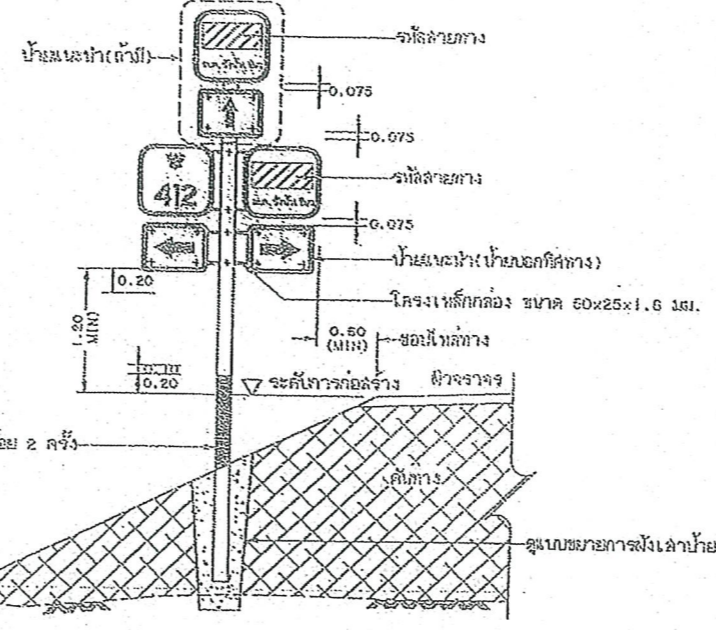 รหัสสายทาง
ป้ายแนะนำ(ถ้ามี)
0.075
0.075
412
รหัสสายทาง
0.075
ป้ายแนะนำ(ป้ายบอกทิศทาง)
0.20
โครงเหล็กกล่อง ขนาด 50x25x1.6 มม.
1.20
(MIN)
0.60
(MIN)
ขอบไหล่ทาง
0.20
ระดับการก่อสร้าง
ผิวจราจร
2 ครั้ง
คันทาง
ดูแบบขยายการฝังเสาป้าย